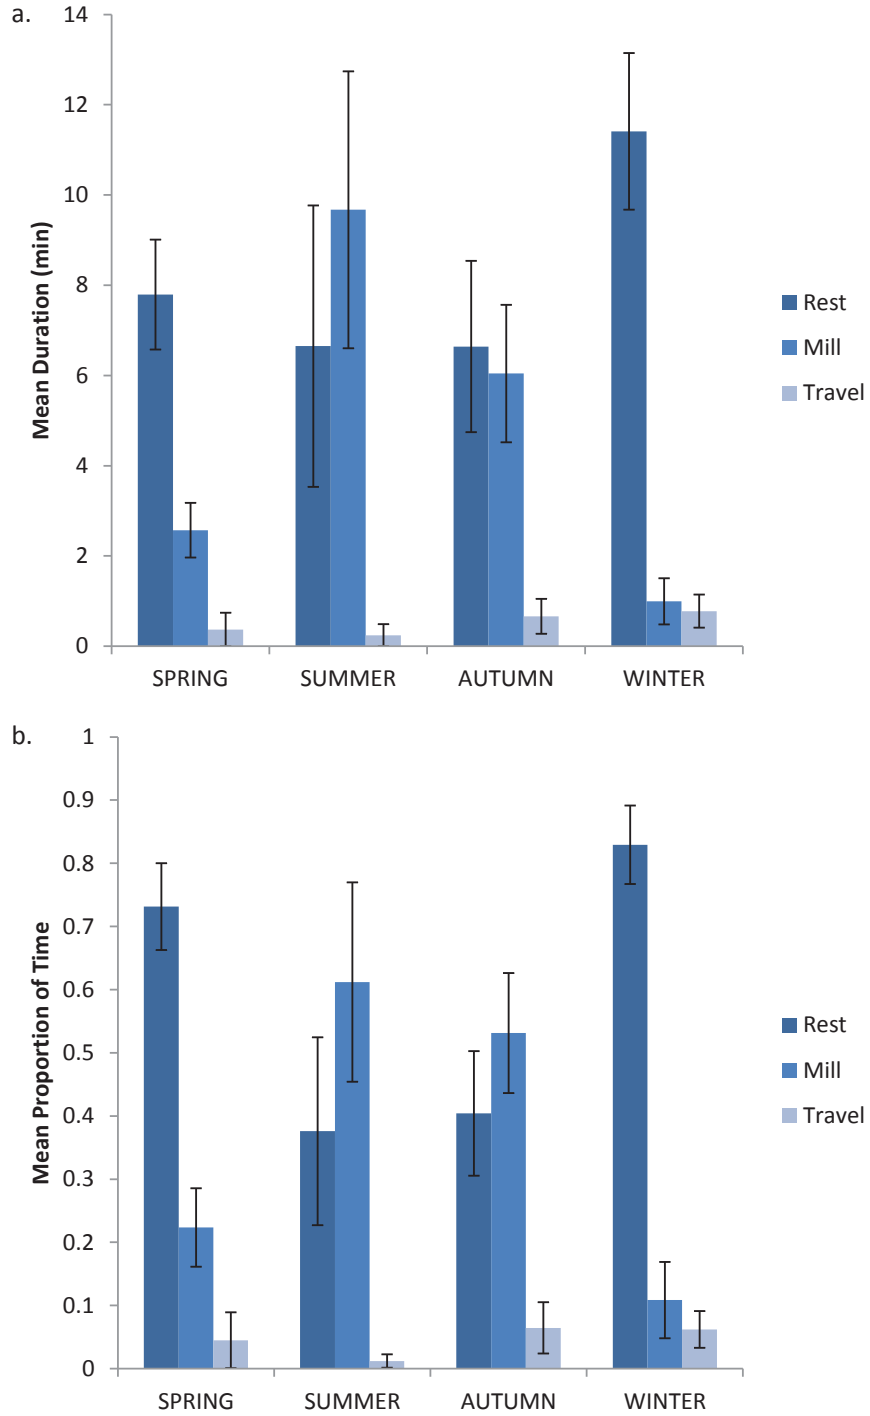 a.
14
12
10
8
6
4
2
0
Mean Duration (min)
SPRING SUMMER AUTUMN WINTER
Rest
Mill
Travel
b.
1
0.9
0.8
0.7
0.6
0.5
0.4
0.3
0.2
0.1
0
Mean Proportion of Time
SPRING SUMMER AUTUMN WINTER
Rest
Mill
Travel